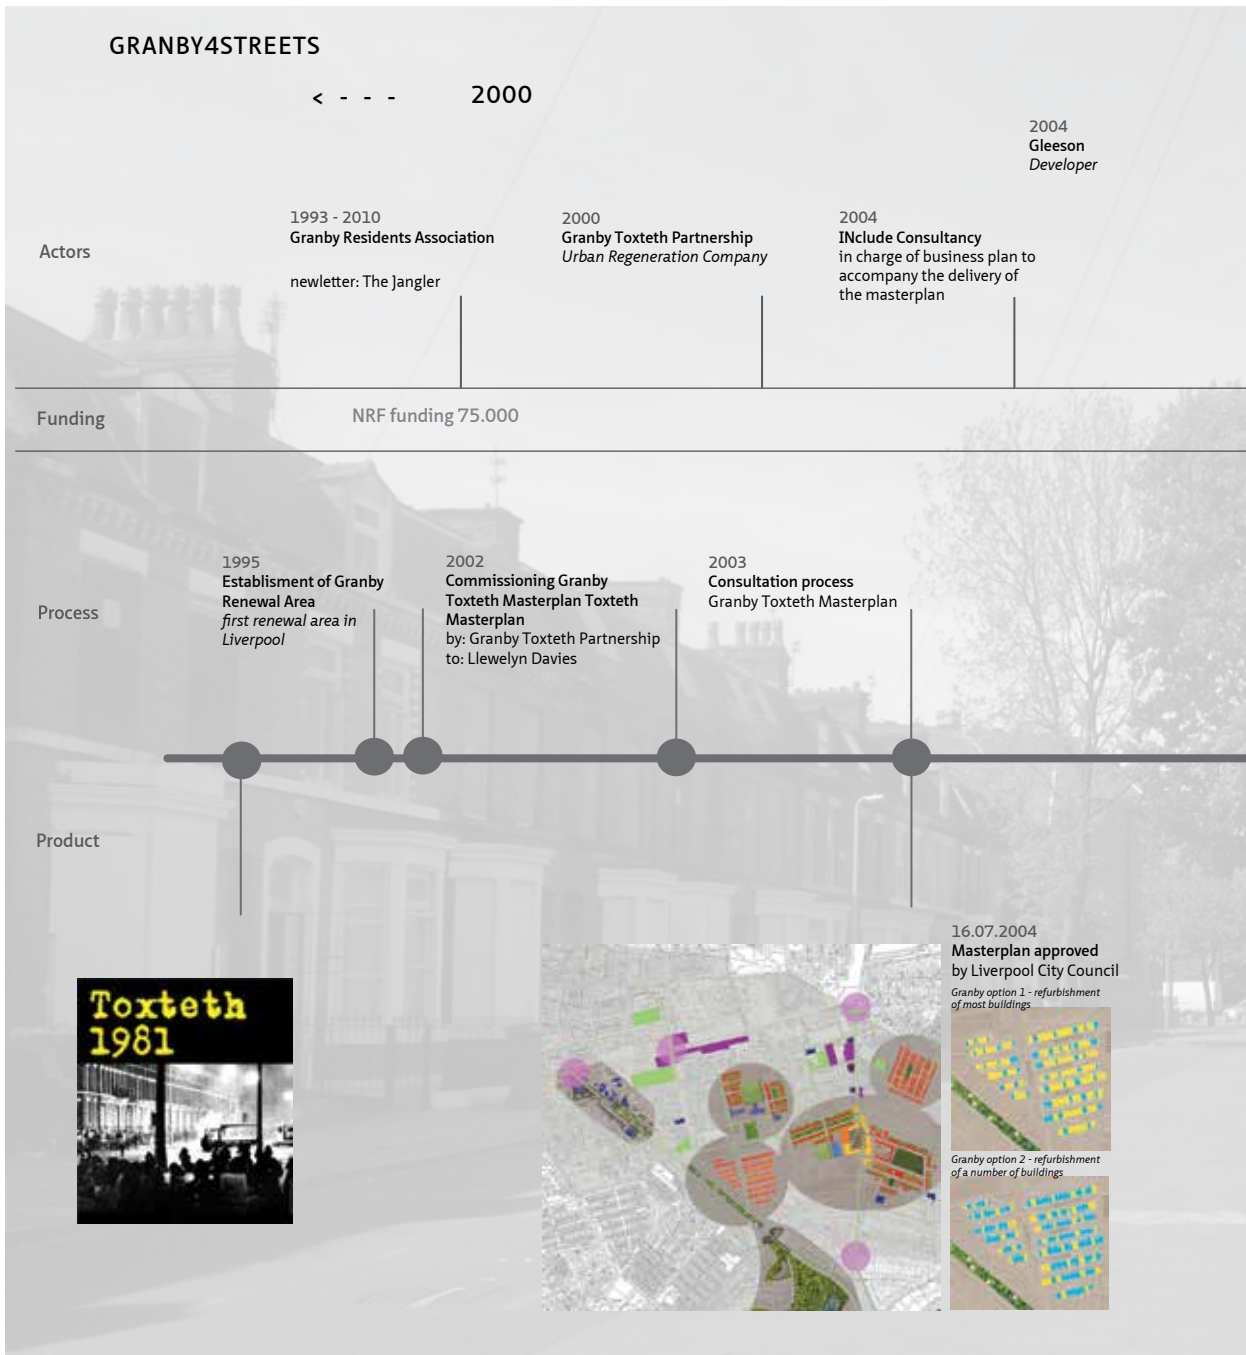 GRANBY4STREETS
< - - - 2000
2004
Gleeson
Developer
Actors
1993 - 2010
Granby Residents Association
newletter: The Jangler
2000
Granby Toxteth Partnership
Urban Regeneration Company
2004
INclude Consultancy
in charge of business plan to
accompany the delivery of
the masterplan
Funding
NRF funding 75.000
Process
1995
Establisment of Granby
Renewal Area
first renewal area in
Liverpool
2002
Commissioning Granby
Toxteth Masterplan Toxteth
Masterplan
by: Granby Toxteth Partnership
to: Llewelyn Davies
2003
Consultation process
Granby Toxteth Masterplan
Product
Toxteth
1981
16.07.2004
Masterplan approved
by Liverpool City Council
Granby option 1 - refurbishment
of most buildings
Granby option 2 - refurbishment
of a number of buildings